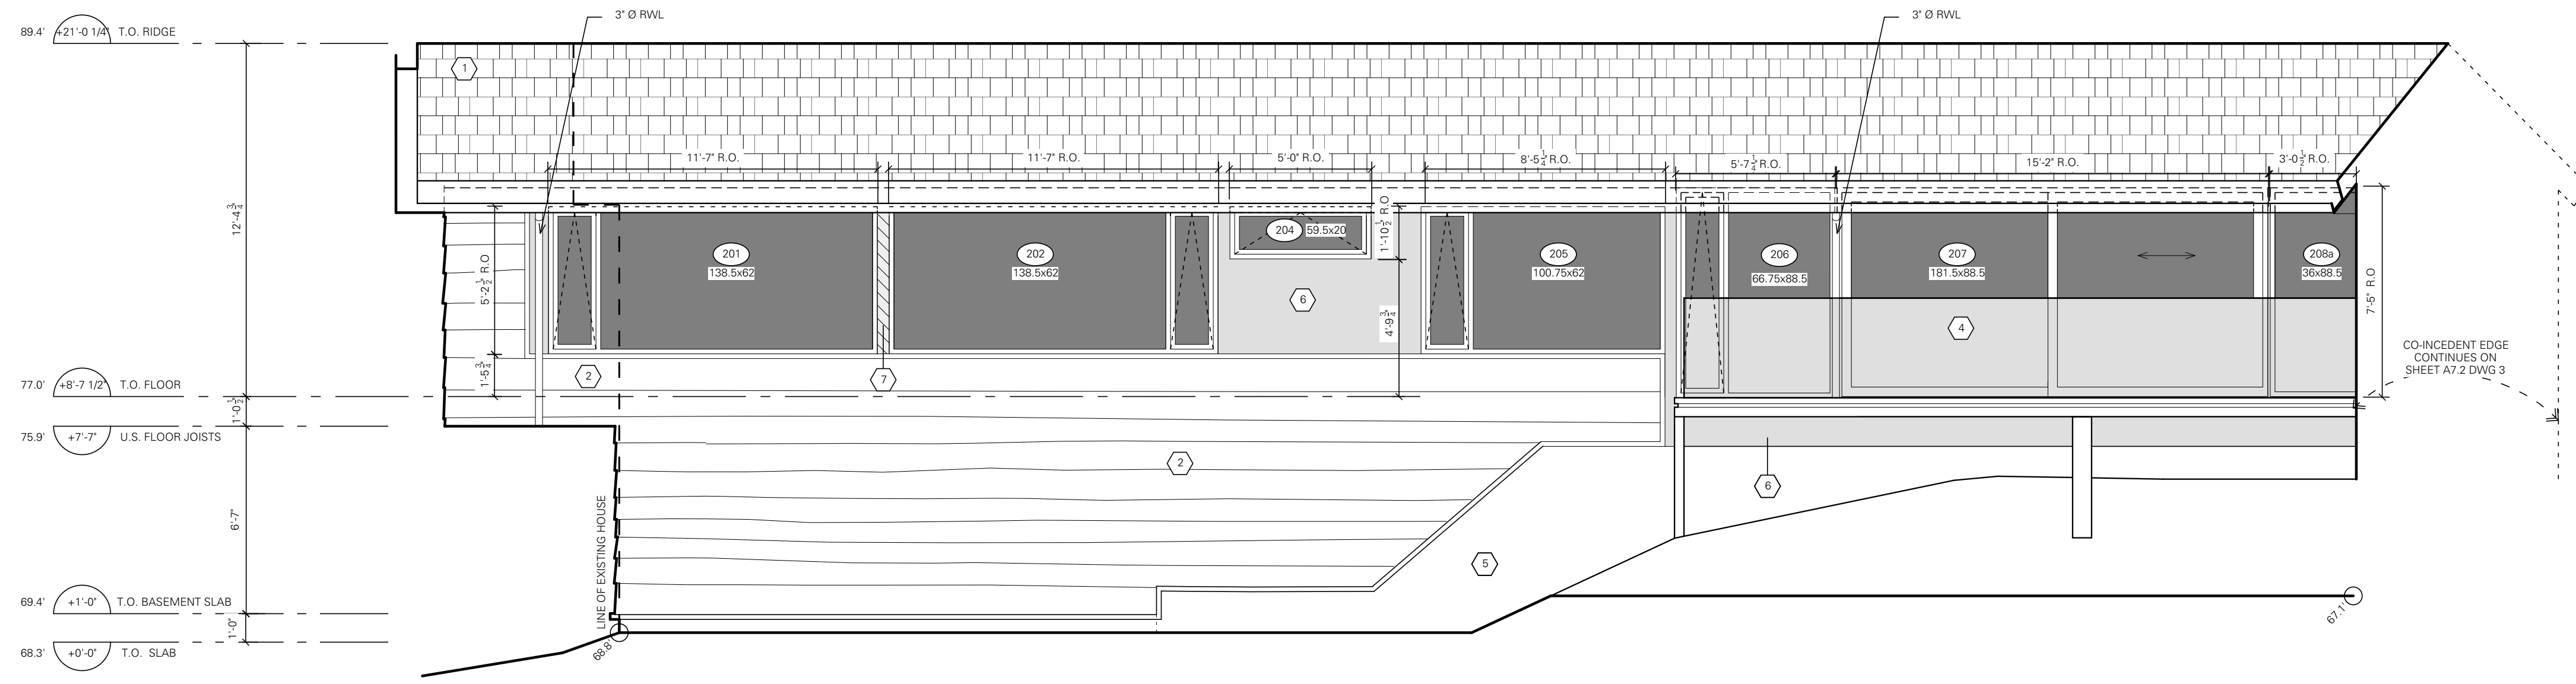 3" Ø RWL
3" Ø RWL
89.4' +21'-0 1/4" T.O. RIDGE
1
11'-7" R.O.
11'-7" R.O.
5'-0" R.O.
8'-5 1/4" R.O.
5'-7 1/4" R.O.
15'-2" R.O.
3'-0 1/2" R.O.
12'-4 3/4"
5'-2 1/2" R.O
1'-10 1/2" R.O
7'-5" R.O
201
138.5x62
202
138.5x62
204 59.5x20
205
100.75x62
206
66.75x88.5
207
181.5x88.5
208a
36x88.5
6
4
4'-9 3/4"
CO-INCEDENT EDGE
CONTINUES ON
SHEET A7.2 DWG 3
1'-5 3/4"
2
7
77.0' +8'-7 1/2" T.O. FLOOR
1'-0 1/2"
75.9' +7'-7" U.S. FLOOR JOISTS
2
6
6'-7"
LINE OF EXISTING HOUSE
5
69.4' +1'-0" T.O. BASEMENT SLAB
1'-0"
67.1'
68.8'
68.3' +0'-0" T.O. SLAB